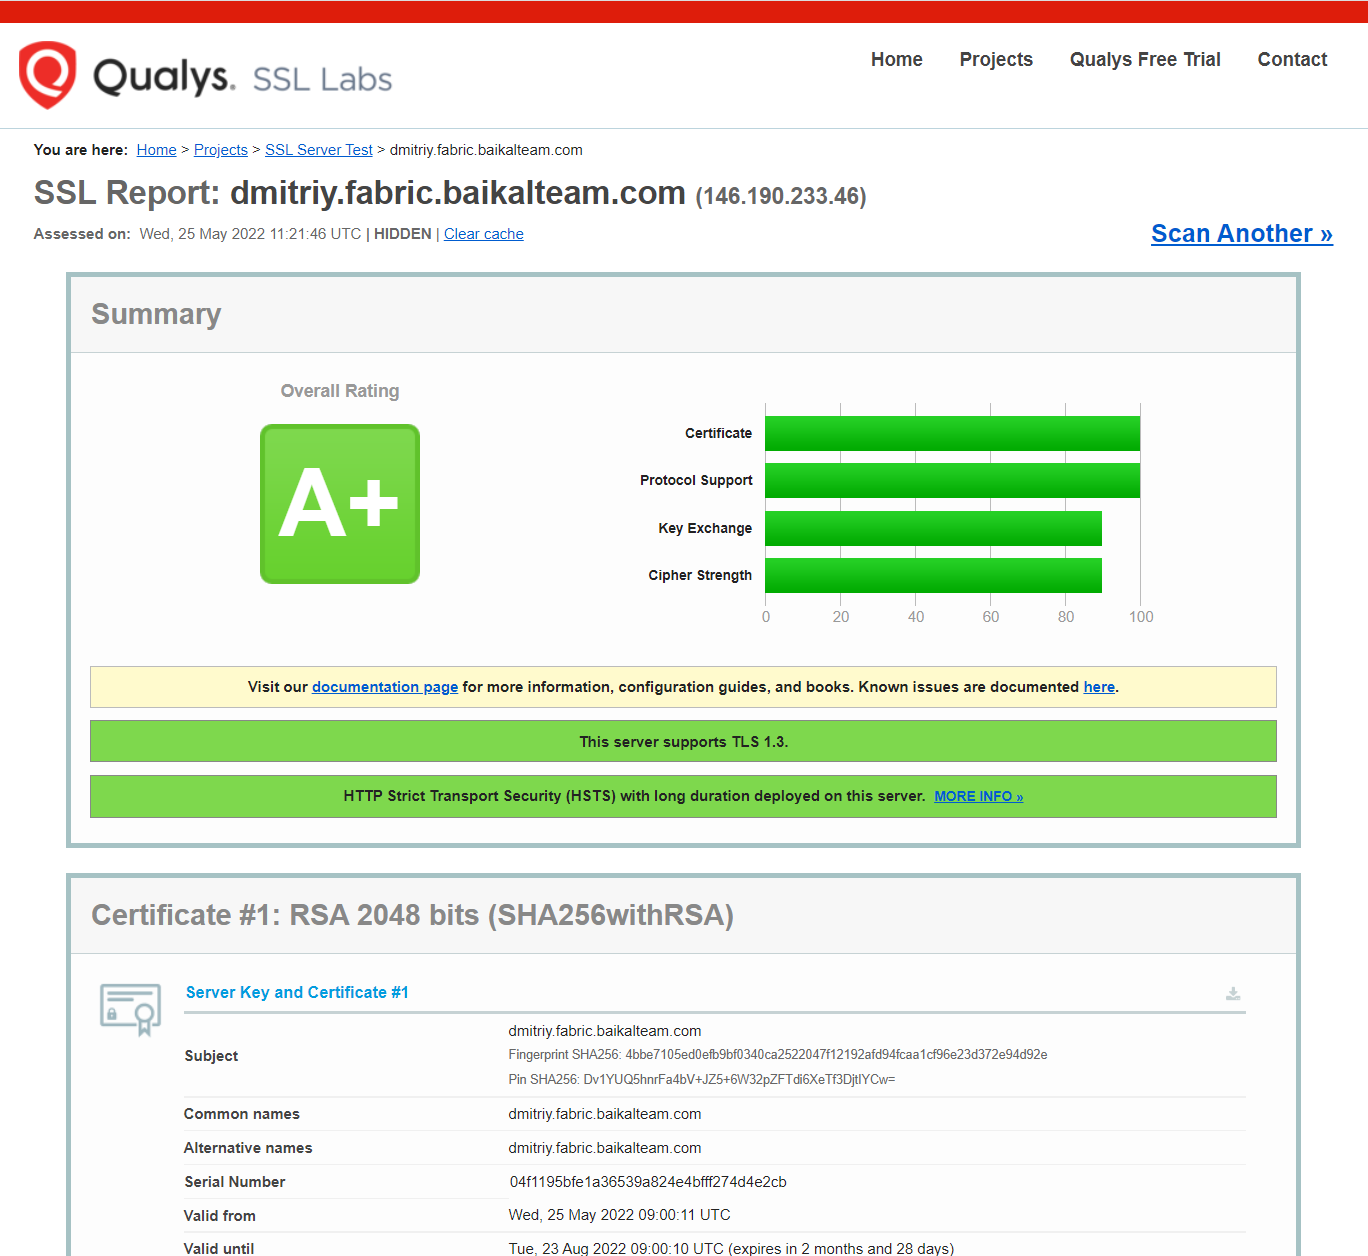 Qualys. SSL Labs
Home Projects Qualys Free Trial Contact
You are here: Home > Projects > SSL Server Test > dmitriy.fabric.baikalteam.com
SSL Report: dmitriy.fabric.baikalteam.com (146.190.233.46)
Assessed on: Wed, 25 May 2022 11:21:46 UTC | HIDDEN | Clear cache
Scan Another »
Summary
Overall Rating
A+
Certificate
Protocol Support
Key Exchange
Cipher Strength
0 20 40 60 80 100
Visit our documentation page for more information, configuration guides, and books. Known issues are documented here.
This server supports TLS 1.3.
HTTP Strict Transport Security (HSTS) with long duration deployed on this server. MORE INFO »
Certificate #1: RSA 2048 bits (SHA256withRSA)
Server Key and Certificate #1
Subject
dmitriy.fabric.baikalteam.com
Fingerprint SHA256: 4bbe7105ed0efb9bf0340ca2522047f12192afd94fcaa1cf96e23d372e94d92e
Pin SHA256: Dv1YUQ5hnrFa4bV+JZ5+6W32pZFTdi6XeTf3DjtIYCw=
Common names dmitriy.fabric.baikalteam.com
Alternative names dmitriy.fabric.baikalteam.com
Serial Number 04f1195bfe1a36539a824e4bfff274d4e2cb
Valid from Wed, 25 May 2022 09:00:11 UTC
Valid until Tue, 23 Aug 2022 09:00:10 UTC (expires in 2 months and 28 days)